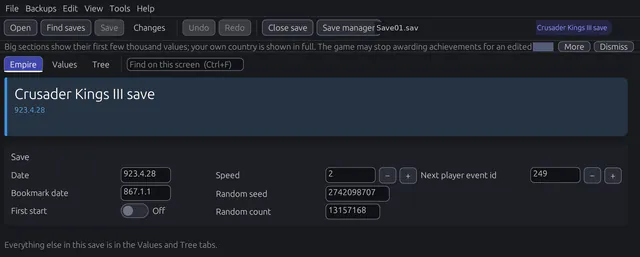 File Backups Edit View Tools Help
Open Find saves Save Changes Undo Redo Close save Save manager Save01.sav Crusader Kings III save
Big sections show their first few thousand values; your own country is shown in full. The game may stop awarding achievements for an edited More Dismiss
Empire Values Tree Find on this screen (Ctrl+F)
Crusader Kings III save
923.4.28
Save
Date 923.4.28 Speed 2 − + Next player event id 249 − +
Bookmark date 867.1.1 Random seed 2742098707
First start Off Random count 13157168
Everything else in this save is in the Values and Tree tabs.